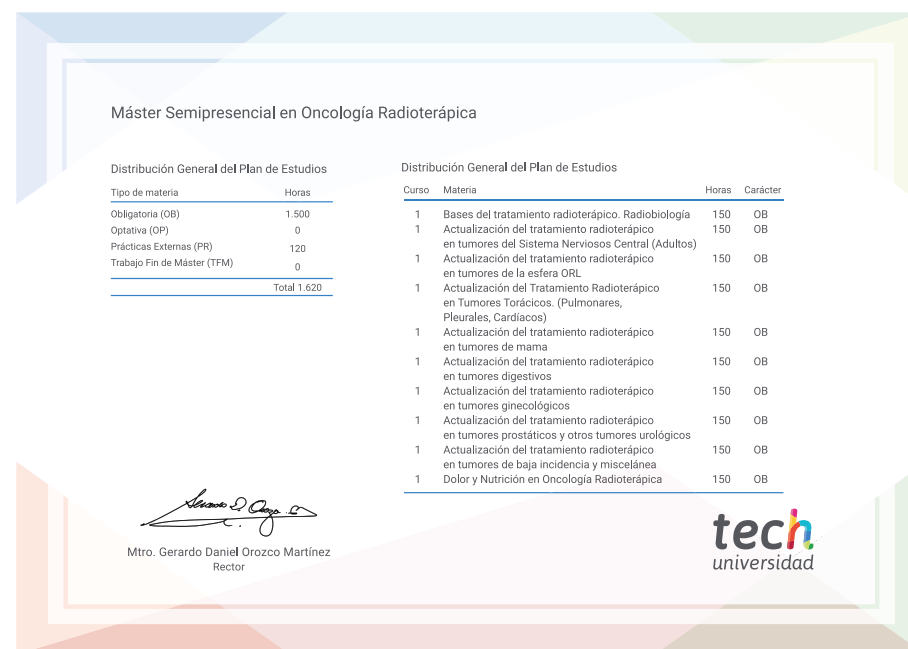 Máster Semipresencial en Oncología Radioterápica
Distribución General del Plan de Estudios
Tipo de materia Horas
Obligatoria (OB) 1.500
Optativa (OP) 0
Prácticas Externas (PR) 120
Trabajo Fin de Máster (TFM) 0
Total 1.620
Distribución General del Plan de Estudios
Curso Materia Horas Carácter
1 Bases del tratamiento radioterápico. Radiobiología 150 OB
1 Actualización del tratamiento radioterápico 150 OB
en tumores del Sistema Nerviosos Central (Adultos)
1 Actualización del tratamiento radioterápico 150 OB
en tumores de la esfera ORL
1 Actualización del Tratamiento Radioterápico 150 OB
en Tumores Torácicos. (Pulmonares,
Pleurales, Cardíacos)
1 Actualización del tratamiento radioterápico 150 OB
en tumores de mama
1 Actualización del tratamiento radioterápico 150 OB
en tumores digestivos
1 Actualización del tratamiento radioterápico 150 OB
en tumores ginecológicos
1 Actualización del tratamiento radioterápico 150 OB
en tumores prostáticos y otros tumores urológicos
1 Actualización del tratamiento radioterápico 150 OB
en tumores de baja incidencia y miscelánea
1 Dolor y Nutrición en Oncología Radioterápica 150 OB
Mtro. Gerardo Daniel Orozco Martínez
Rector
tech
universidad